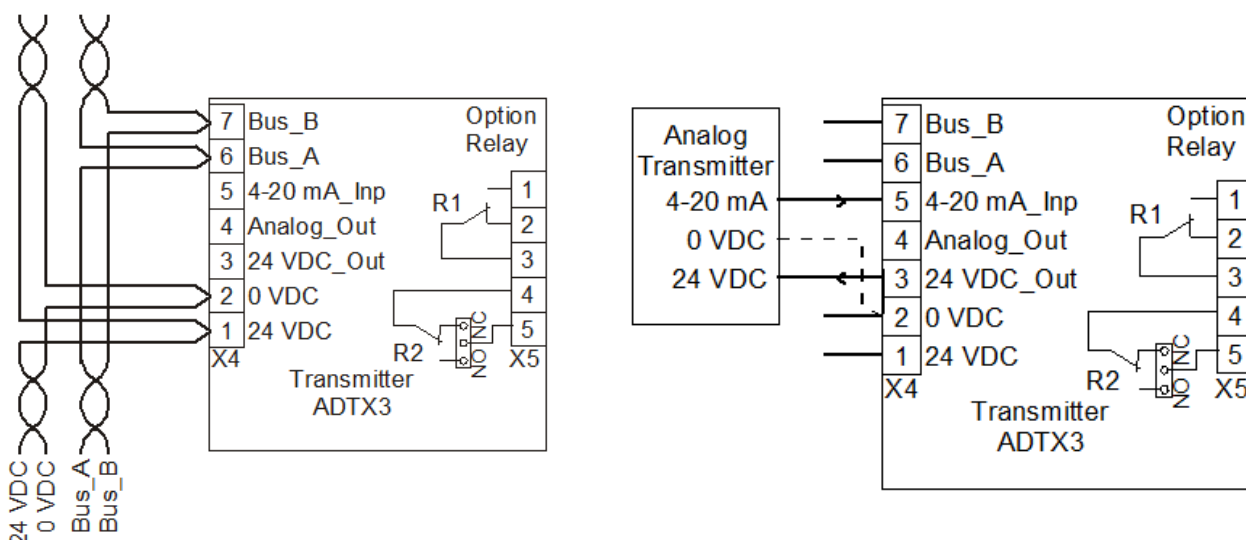 7 Bus_B
6 Bus_A
5 4-20 mA_Inp
4 Analog_Out
3 24 VDC_Out
2 0 VDC
1 24 VDC
X4
Option
Relay
R1
1
2
3
4
5
X5
R2
NC
NO
Transmitter
ADTX3
24 VDC
0 VDC
Bus_A
Bus_B
Analog
Transmitter
4-20 mA
0 VDC
24 VDC
7 Bus_B
6 Bus_A
5 4-20 mA_Inp
4 Analog_Out
3 24 VDC_Out
2 0 VDC
1 24 VDC
X4
Option
Relay
R1
1
2
3
4
5
X5
R2
NC
NO
Transmitter
ADTX3